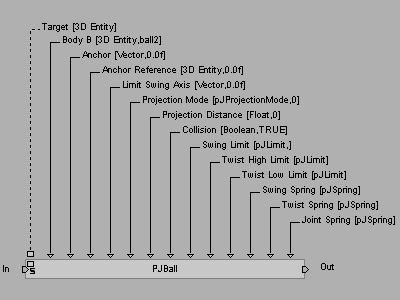 Target [3D Entity]
Body B [3D Entity,ball2]
Anchor [Vector,0.0f]
Anchor Reference [3D Entity,0.0f]
Limit Swing Axis [Vector,0.0f]
Projection Mode [pJProjectionMode,0]
Projection Distance [Float,0]
Collision [Boolean,TRUE]
Swing Limit [pJLimit,]
Twist High Limit [pJLimit]
Twist Low Limit [pJLimit]
Swing Spring [pJSpring]
Twist Spring [pJSpring]
Joint Spring [pJSpring]
In S PJBall Out